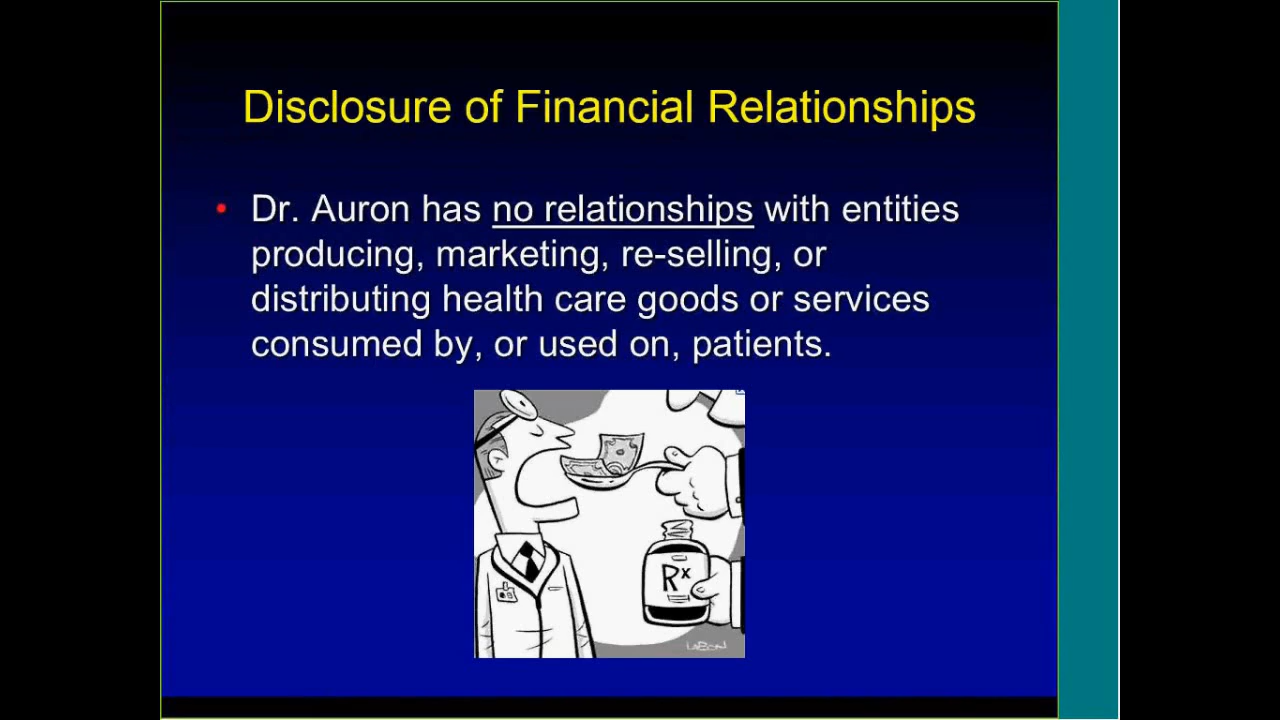 Disclosure of Financial Relationships
• Dr. Auron has no relationships with entities
producing, marketing, re-selling, or
distributing health care goods or services
consumed by, or used on, patients.
Rx